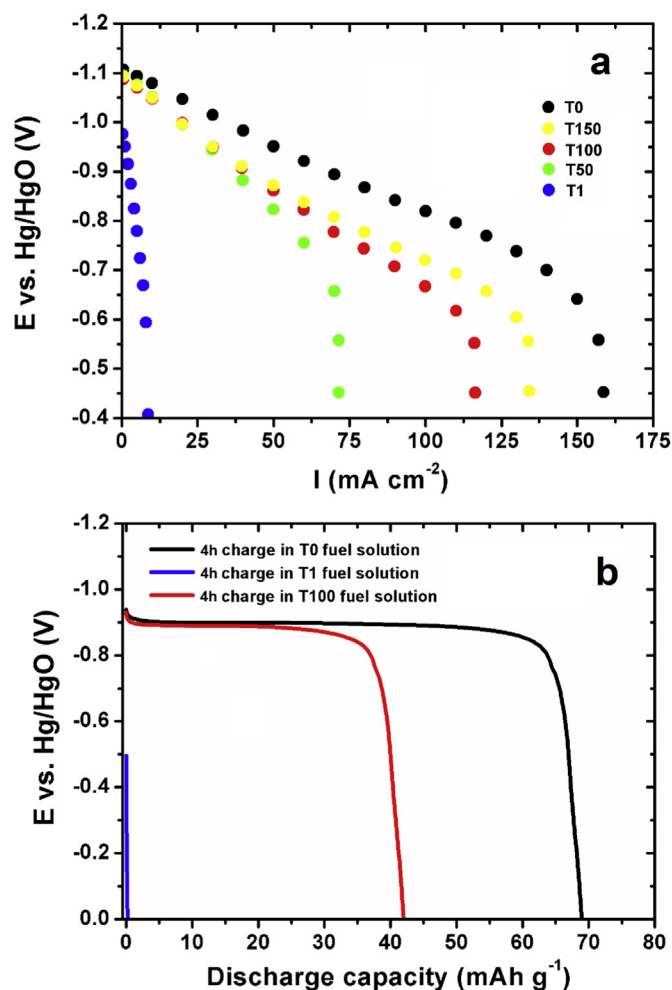 -1.2
-1.1
-1.0
-0.9
-0.8
-0.7
-0.6
-0.5
-0.4
E vs. Hg/HgO (V)
a
T0
T150
T100
T50
T1
0 25 50 75 100 125 150 175
I (mA cm⁻²)
-1.2
-1.0
-0.8
-0.6
-0.4
-0.2
0.0
E vs. Hg/HgO (V)
b
4h charge in T0 fuel solution
4h charge in T1 fuel solution
4h charge in T100 fuel solution
0 10 20 30 40 50 60 70 80
Discharge capacity (mAh g⁻¹)